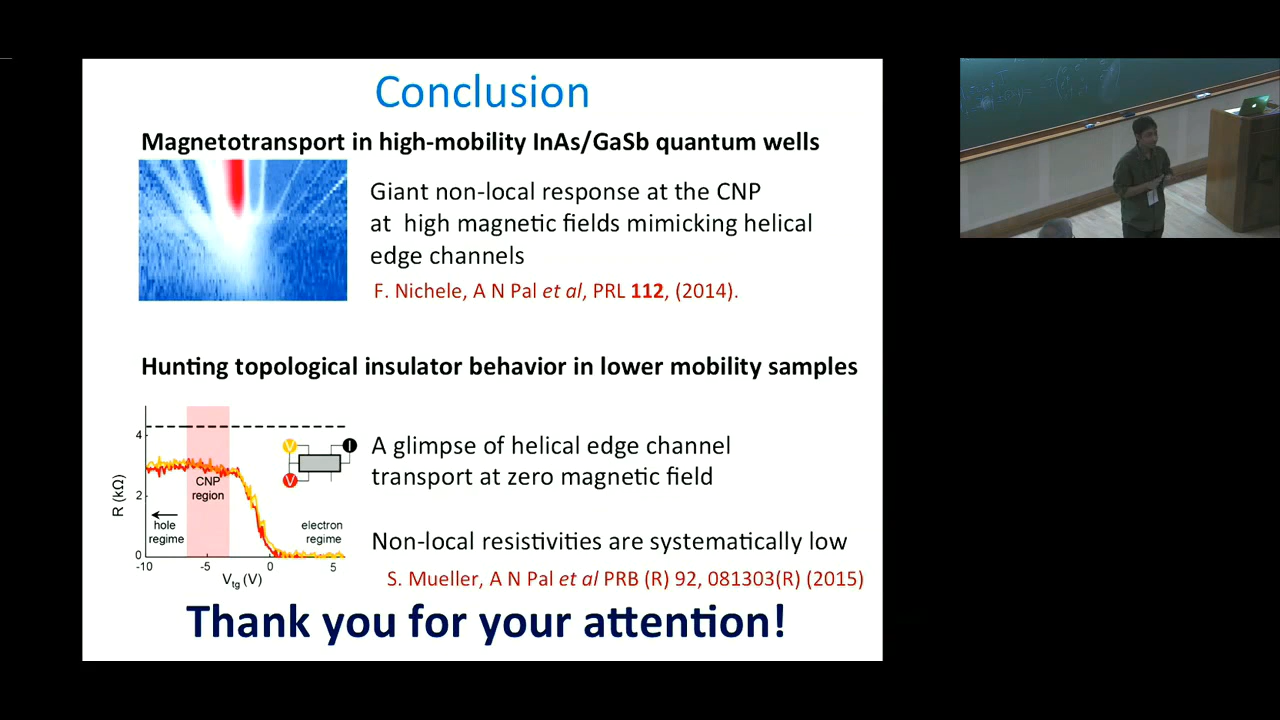 Conclusion
Magnetotransport in high-mobility InAs/GaSb quantum wells
Giant non-local response at the CNP
at high magnetic fields mimicking helical
edge channels
F. Nichele, A N Pal et al, PRL 112, (2014).
Hunting topological insulator behavior in lower mobility samples
A glimpse of helical edge channel
transport at zero magnetic field
Non-local resistivities are systematically low
S. Mueller, A N Pal et al PRB (R) 92, 081303(R) (2015)
R (kΩ)
4
2
0
V
I
V
CNP
region
hole
regime
electron
regime
-10 -5 0 5
Vtg (V)
Thank you for your attention!